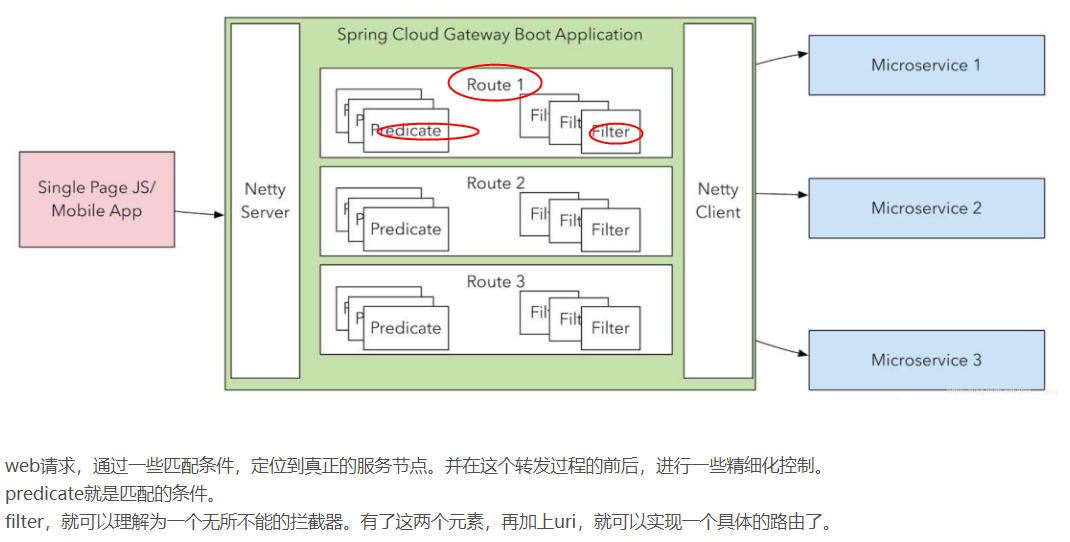 Spring Cloud Gateway Boot Application
Route 1
Predicate
Fil
Filt
Filter
Microservice 1
Single Page JS/
Mobile App
Netty
Server
Route 2
Predicate
Fil
Filt
Filter
Netty
Client
Microservice 2
Route 3
Predicate
Fil
Filt
Filter
Microservice 3
web请求，通过一些匹配条件，定位到真正的服务节点。并在这个转发过程的前后，进行一些精细化控制。
predicate就是匹配的条件。
filter，就可以理解为一个无所不能的拦截器。有了这两个元素，再加上uri，就可以实现一个具体的路由了。